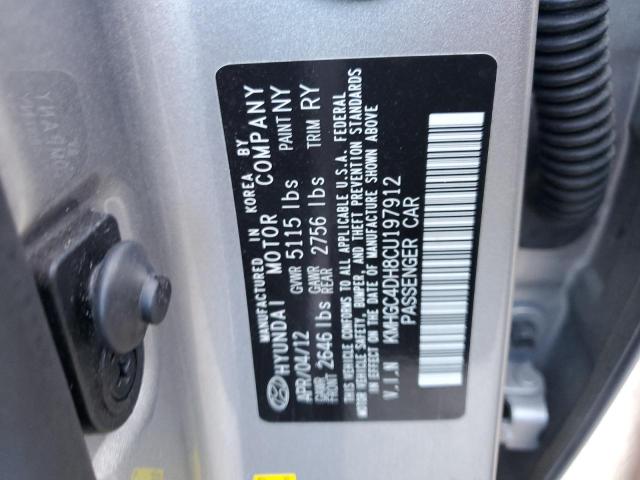 MANUFACTURED IN KOREA BY
HYUNDAI MOTOR COMPANY
APR/04/12 GVWR 5115 lbs PAINT NY
GAWR FRONT 2646 lbs GAWR REAR 2756 lbs TRIM RY
THIS VEHICLE CONFORMS TO ALL APPLICABLE U.S.A. FEDERAL
MOTOR VEHICLE SAFETY, BUMPER, AND THEFT PREVENTION STANDARDS
IN EFFECT ON THE DATE OF MANUFACTURE SHOWN ABOVE
V.I.N KMHGC4DH8CU197912
PASSENGER CAR